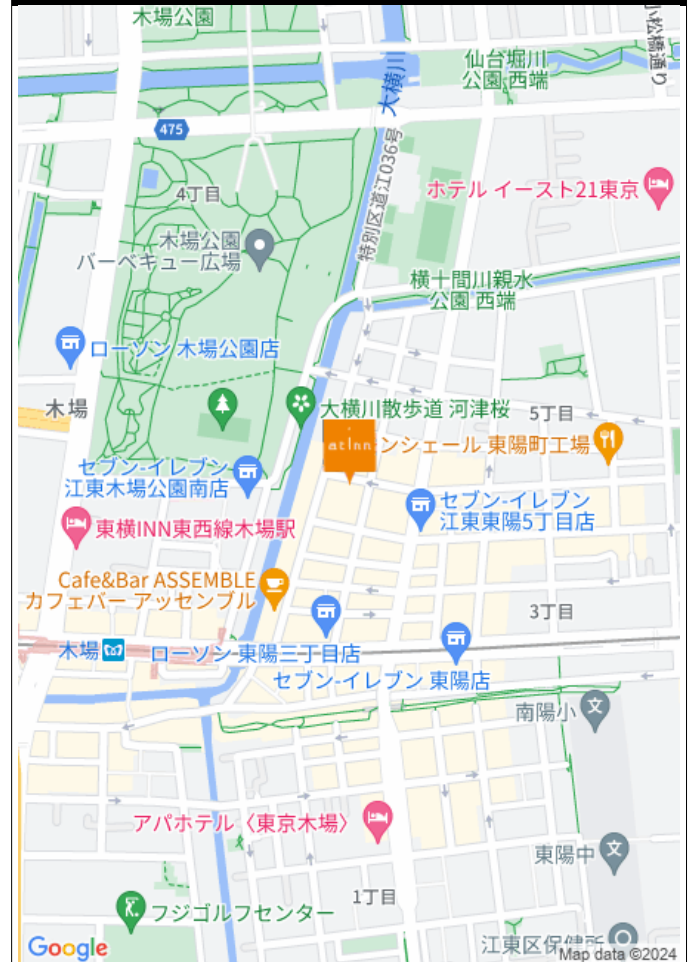 木場公園
大横川
仙台堀川
公園 西端
小松橋通り
475
特別区道江036号
4丁目
ホテル イースト21東京
木場公園
バーベキュー広場
横十間川親水
公園 西端
ローソン 木場公園店
木場
大横川散歩道 河津桜
5丁目
at inn
ンシェール 東陽町工場
セブン-イレブン
江東木場公園南店
セブン-イレブン
江東東陽5丁目店
東横INN東西線木場駅
Cafe&Bar ASSEMBLE
カフェバー アッセンブル
3丁目
木場
ローソン 東陽三丁目店
セブン-イレブン 東陽店
南陽小
文
アパホテル〈東京木場〉
東陽中
文
1丁目
フジゴルフセンター
江東区保健所
Google
Map data ©2024